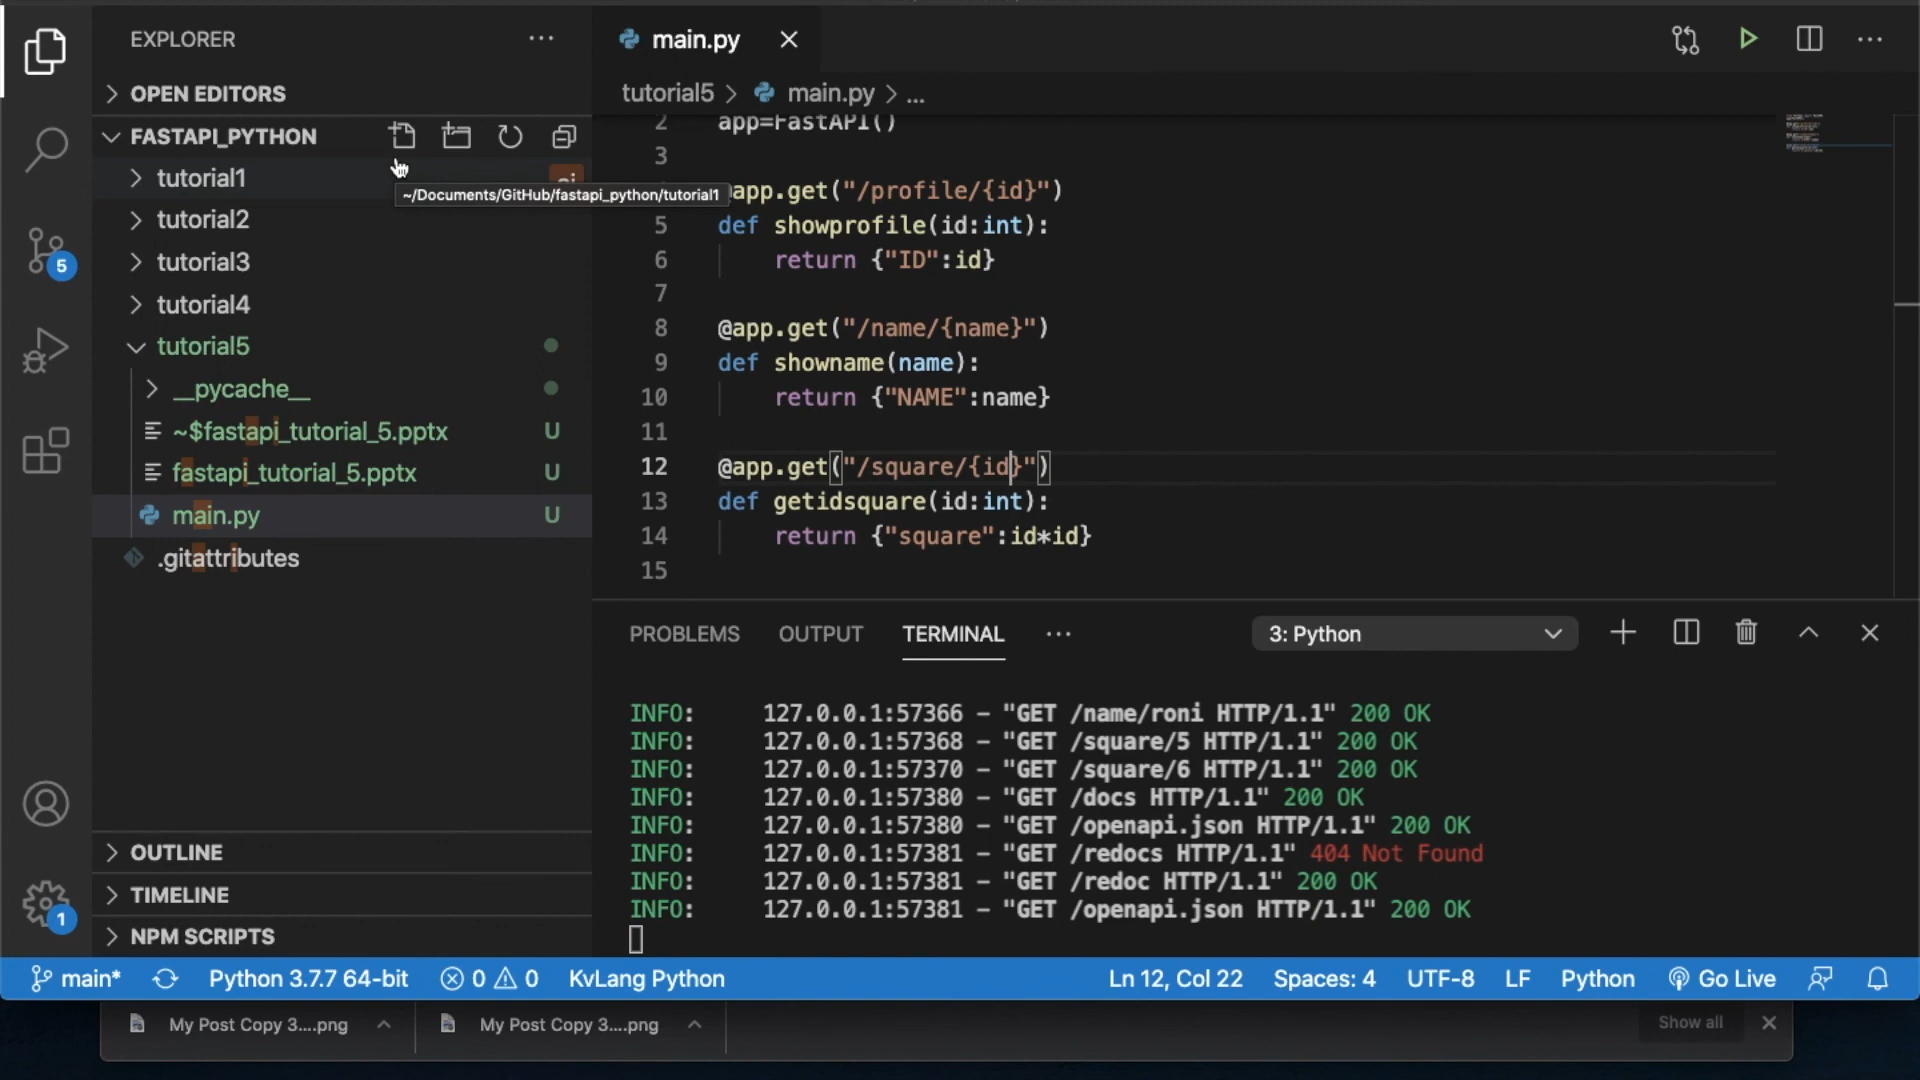 EXPLORER
OPEN EDITORS
FASTAPI_PYTHON
tutorial1
ai
~/Documents/GitHub/fastapi_python/tutorial1
tutorial2
tutorial3
tutorial4
tutorial5
__pycache__
~$fastapi_tutorial_5.pptx U
fastapi_tutorial_5.pptx U
main.py U
.gitattributes
5
1
OUTLINE
TIMELINE
NPM SCRIPTS
main.py
tutorial5 > main.py > ...
2 app=FastAPI()
3
app.get("/profile/{id}")
5 def showprofile(id:int):
6 return {"ID":id}
7
8 @app.get("/name/{name}")
9 def showname(name):
10 return {"NAME":name}
11
12 @app.get("/square/{id}")
13 def getidsquare(id:int):
14 return {"square":id*id}
15
PROBLEMS OUTPUT TERMINAL ... 3: Python
INFO: 127.0.0.1:57366 - "GET /name/roni HTTP/1.1" 200 OK
INFO: 127.0.0.1:57368 - "GET /square/5 HTTP/1.1" 200 OK
INFO: 127.0.0.1:57370 - "GET /square/6 HTTP/1.1" 200 OK
INFO: 127.0.0.1:57380 - "GET /docs HTTP/1.1" 200 OK
INFO: 127.0.0.1:57380 - "GET /openapi.json HTTP/1.1" 200 OK
INFO: 127.0.0.1:57381 - "GET /redocs HTTP/1.1" 404 Not Found
INFO: 127.0.0.1:57381 - "GET /redoc HTTP/1.1" 200 OK
INFO: 127.0.0.1:57381 - "GET /openapi.json HTTP/1.1" 200 OK
main* Python 3.7.7 64-bit 0 0 KvLang Python Ln 12, Col 22 Spaces: 4 UTF-8 LF Python Go Live
My Post Copy 3....png My Post Copy 3....png Show all